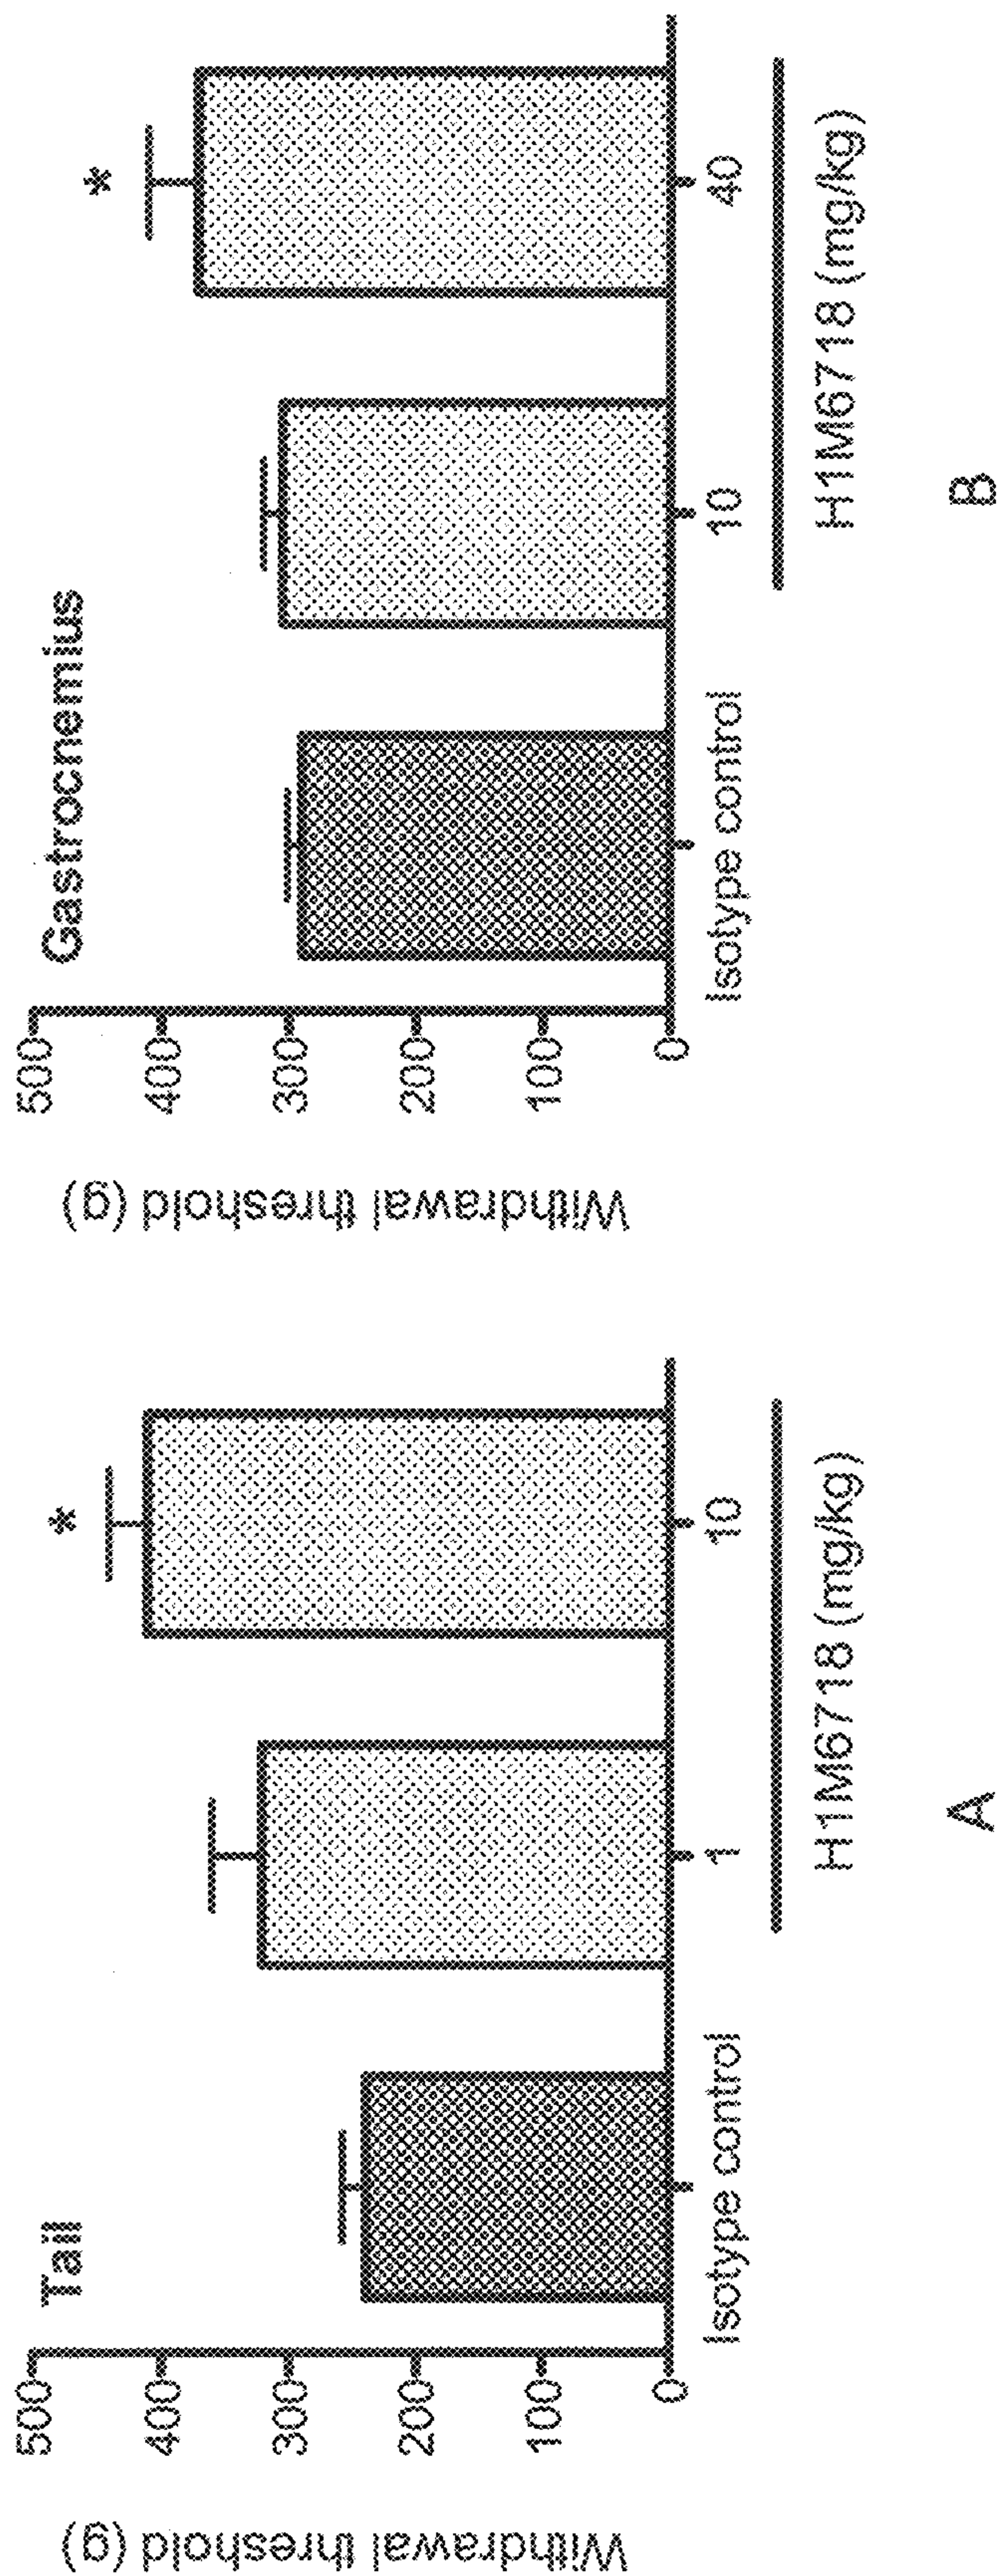 Tail
Withdrawal threshold (g)
500
400
300
200
100
0
Isotype control
1
10
H1M6718 (mg/kg)
A
*
Gastrocnemius
Withdrawal threshold (g)
500
400
300
200
100
0
Isotype control
10
40
H1M6718 (mg/kg)
B
*